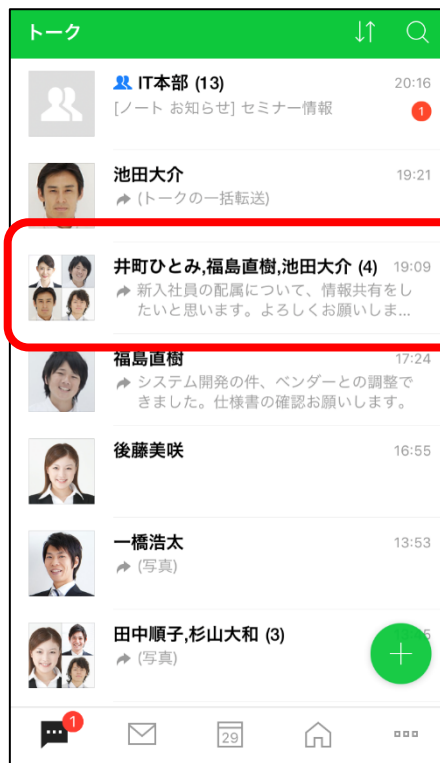 トーク
IT本部 (13) 20:16
[ノート お知らせ] セミナー情報 1
池田大介 19:21
(トークの一括転送)
井町ひとみ,福島直樹,池田大介 (4) 19:09
新入社員の配属について、情報共有をし
たいと思います。よろしくお願いしま...
福島直樹 17:24
システム開発の件、ベンダーとの調整で
きました。仕様書の確認お願いします。
後藤美咲 16:55
一橋浩太 13:53
(写真)
田中順子,杉山大和 (3) 13:45
(写真)
1
29